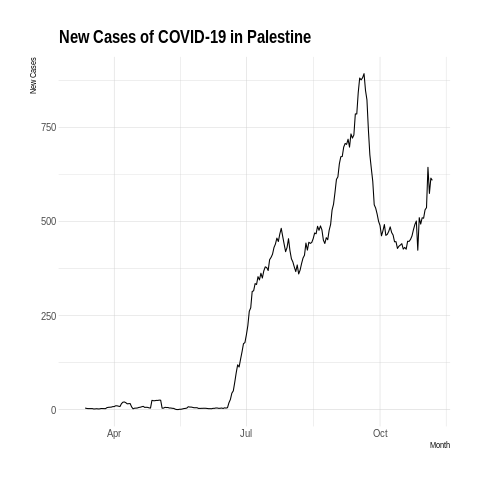 New Cases of COVID-19 in Palestine
New Cases
750
500
250
0
Apr
Jul
Oct
Month